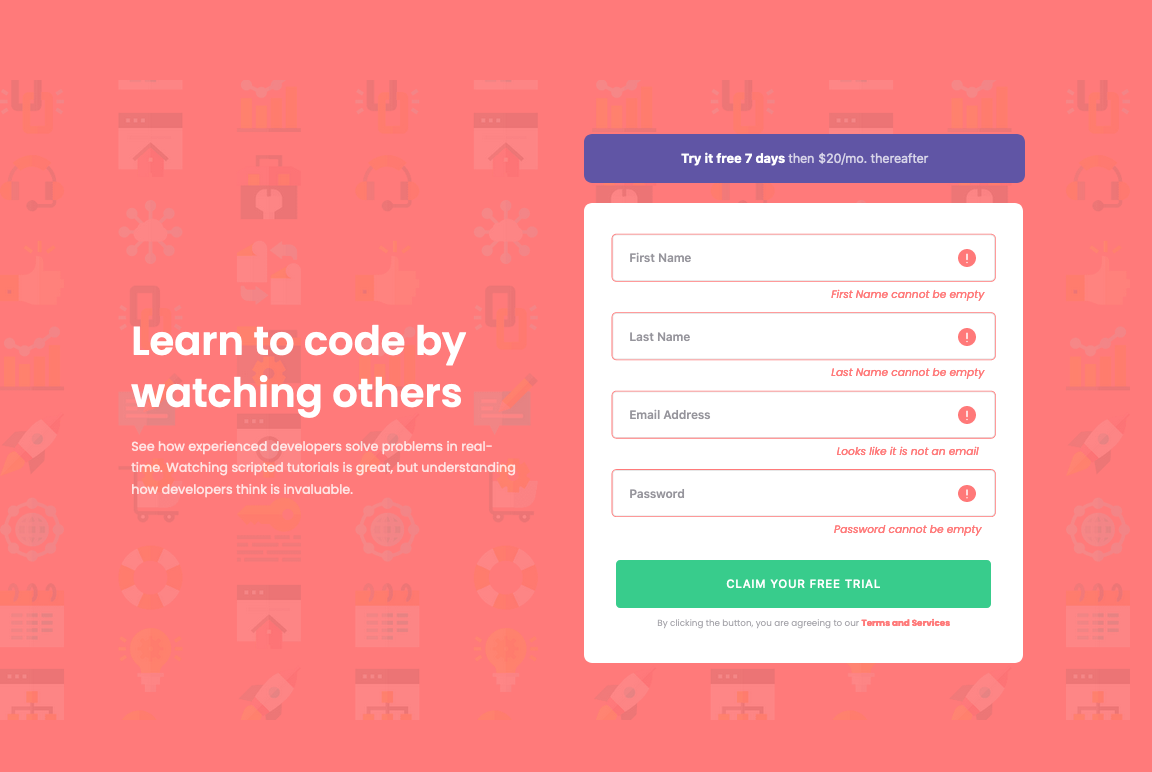 Learn to code by
watching others
See how experienced developers solve problems in real-
time. Watching scripted tutorials is great, but understanding
how developers think is invaluable.
Try it free 7 days then $20/mo. thereafter
First Name
First Name cannot be empty
Last Name
Last Name cannot be empty
Email Address
Looks like it is not an email
Password
Password cannot be empty
CLAIM YOUR FREE TRIAL
By clicking the button, you are agreeing to our Terms and Services